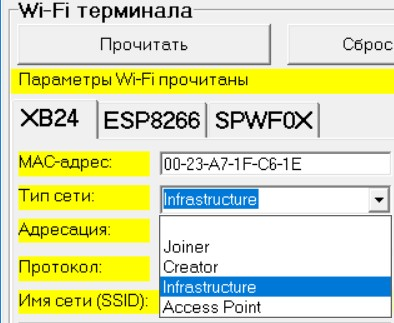 Wi-Fi терминала
Прочитать
Сброс
Параметры Wi-Fi прочитаны
XB24 ESP8266 SPWF0X
MAC-адрес: 00-23-A7-1F-C6-1E
Тип сети: Infrastructure
Адресация:
Joiner
Протокол: Creator
Infrastructure
Имя сети (SSID): Access Point